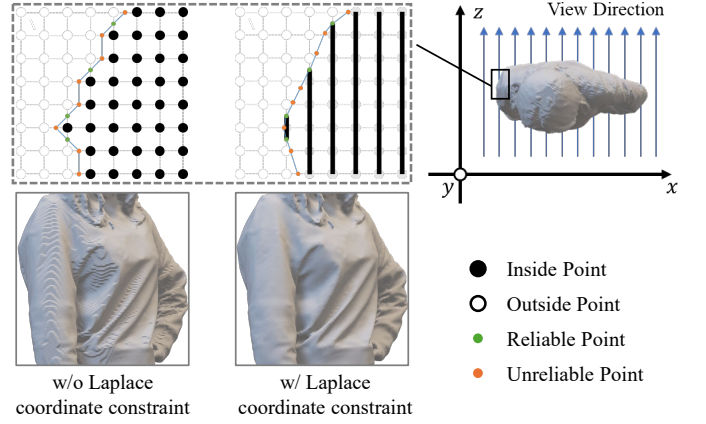 View Direction
z
y
x
Inside Point
Outside Point
Reliable Point
Unreliable Point
w/o Laplace
coordinate constraint
w/ Laplace
coordinate constraint